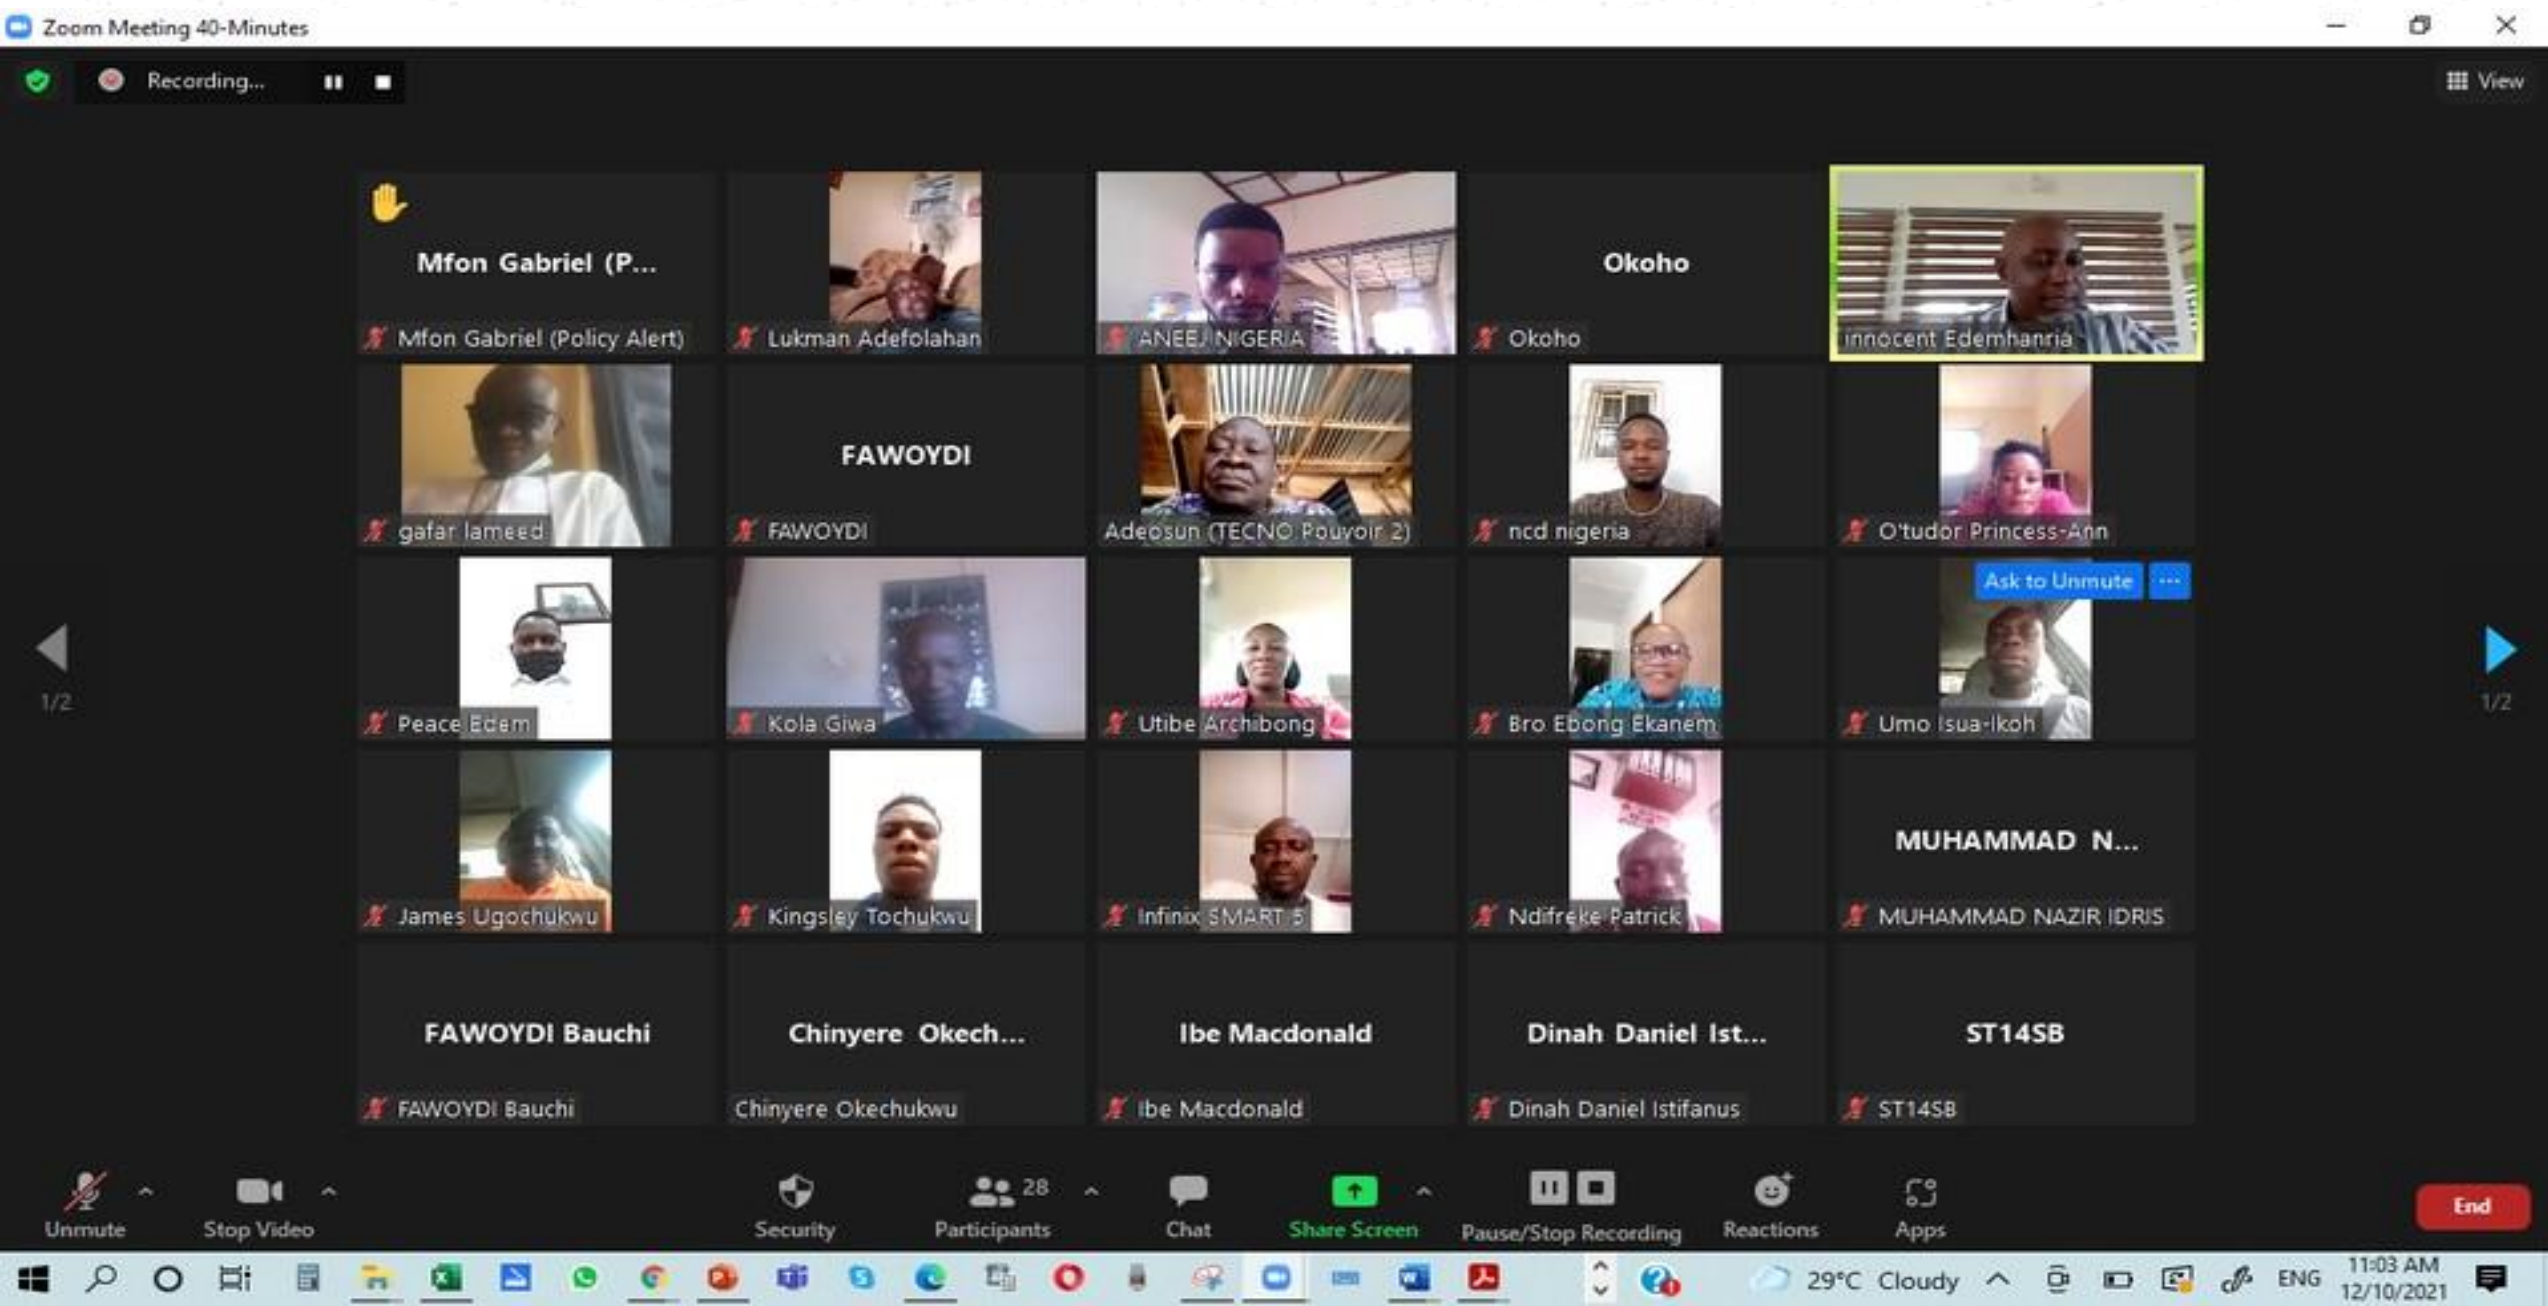 Zoom Meeting 40-Minutes
Recording...
View
Mfon Gabriel (P...
Mfon Gabriel (Policy Alert)
Lukman Adefolahan
ANEEJ NIGERIA
Okoho
Okoho
innocent Edemhanria
gafar lameed
FAWOYDI
FAWOYDI
Adeosun (TECNO Pouvoir 2)
ncd nigeria
O'tudor Princess-Ann
Peace Edem
Kola Giwa
Utibe Archibong
Bro Ebong Ekanem
Ask to Unmute
...
Umo Isua-Ikoh
1/2
1/2
James Ugochukwu
Kingsley Tochukwu
Infinix SMART 5
Ndifreke Patrick
MUHAMMAD N...
MUHAMMAD NAZIR IDRIS
FAWOYDI Bauchi
FAWOYDI Bauchi
Chinyere Okech...
Chinyere Okechukwu
Ibe Macdonald
Ibe Macdonald
Dinah Daniel Ist...
Dinah Daniel Istifanus
ST14SB
ST14SB
Unmute
Stop Video
Security
28
Participants
Chat
Share Screen
Pause/Stop Recording
Reactions
Apps
End
29°C Cloudy
ENG
11:03 AM
12/10/2021